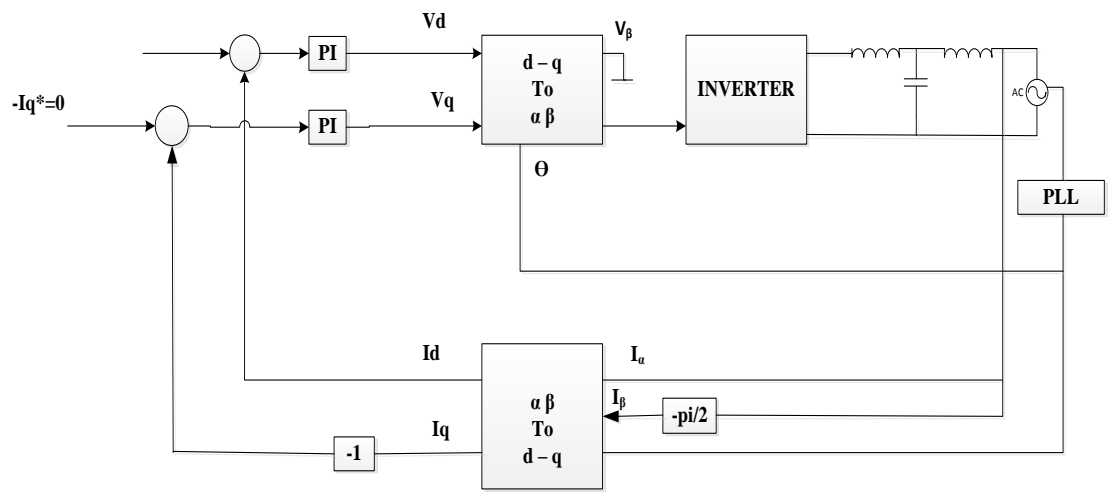 Vd
PI
d – q
To
α β
Vβ
INVERTER
AC
-Iq*=0
Vq
PI
Θ
PLL
Id
Iα
α β
To
d – q
Iβ
-pi/2
Iq
-1